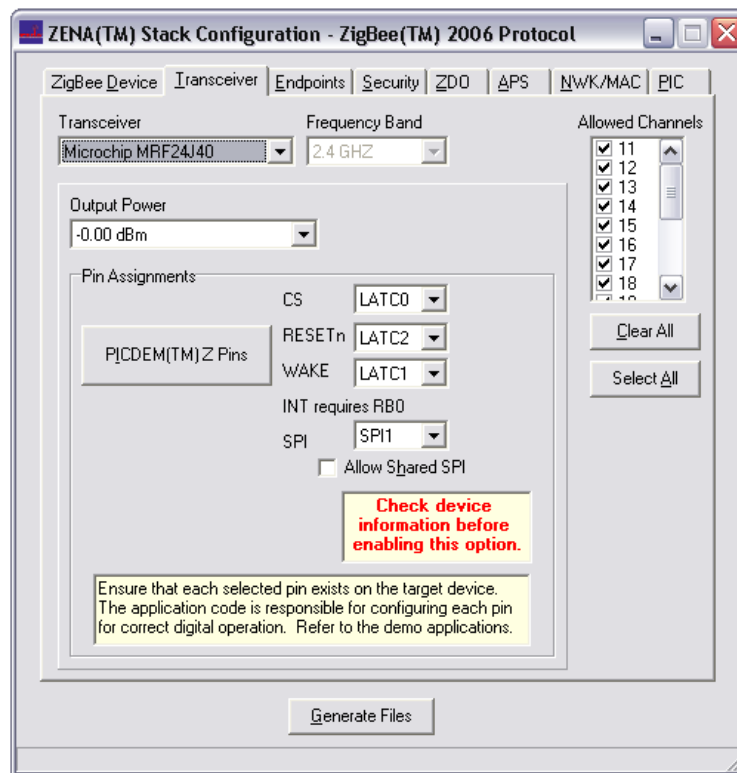 ZENA(TM) Stack Configuration - ZigBee(TM) 2006 Protocol
ZigBee Device Transceiver Endpoints Security ZDO APS NWK/MAC PIC
Transceiver Frequency Band Allowed Channels
Microchip MRF24J40 2.4 GHZ
11
12
13
14
15
16
17
18
Output Power
-0.00 dBm
Pin Assignments
CS LATC0
RESETn LATC2
PICDEM(TM) Z Pins
WAKE LATC1
INT requires RB0
SPI SPI1
Allow Shared SPI
Check device
information before
enabling this option.
Ensure that each selected pin exists on the target device.
The application code is responsible for configuring each pin
for correct digital operation. Refer to the demo applications.
Clear All
Select All
Generate Files